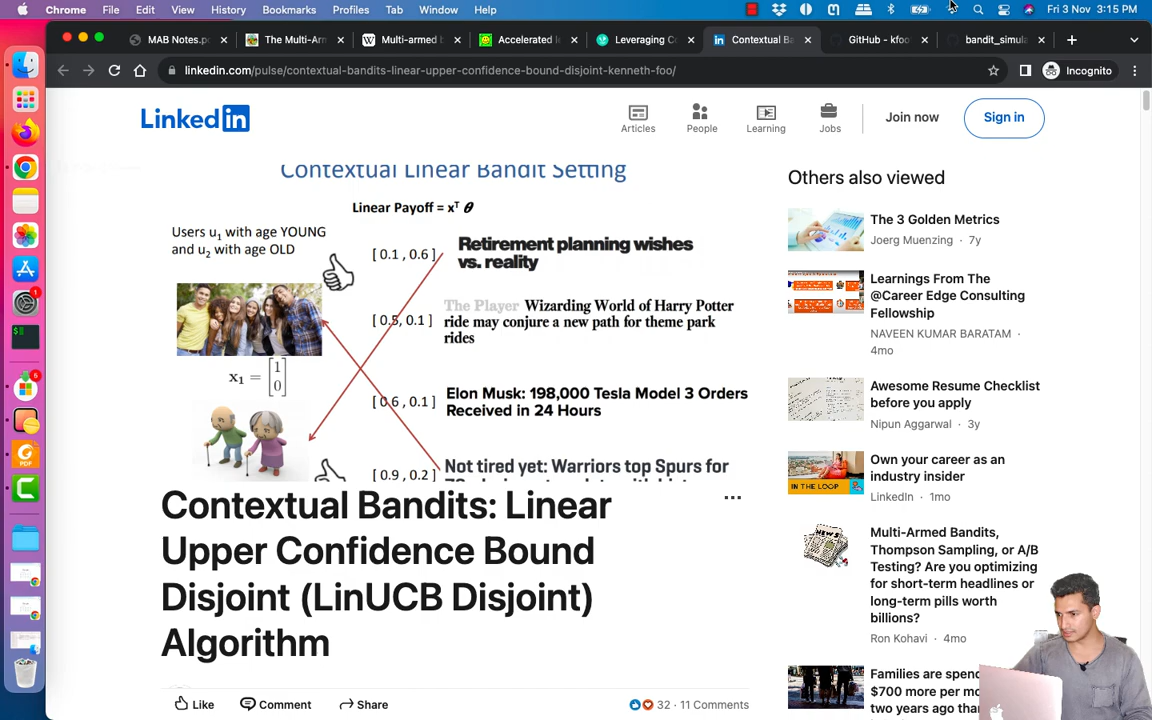 Chrome File Edit View History Bookmarks Profiles Tab Window Help Fri 3 Nov 3:15 PM
MAB Notes.p The Multi-Arm Multi-armed b Accelerated l Leveraging Co Contextual Ba GitHub - kfoo bandit_simula
linkedin.com/pulse/contextual-bandits-linear-upper-confidence-bound-disjoint-kenneth-foo/ Incognito
Linked in
Articles People Learning Jobs Join now Sign in
Contextual Linear Bandit Setting
Linear Payoff = xᵀ θ
Users u₁ with age YOUNG
and u₂ with age OLD
[ 0.1 , 0.6 ]
Retirement planning wishes
vs. reality
[ 0.5, 0.1 ]
The Player Wizarding World of Harry Potter
ride may conjure a new path for theme park
rides
x₁ = [1 0]
[ 0.6 , 0.1 ]
Elon Musk: 198,000 Tesla Model 3 Orders
Received in 24 Hours
[ 0.9 , 0.2 ]
Not tired yet: Warriors top Spurs for
Contextual Bandits: Linear
Upper Confidence Bound
Disjoint (LinUCB Disjoint)
Algorithm
Like Comment Share 32 · 11 Comments
Others also viewed
The 3 Golden Metrics
Joerg Muenzing · 7y
Learnings From The
@Career Edge Consulting
Fellowship
NAVEEN KUMAR BARATAM ·
4mo
Awesome Resume Checklist
before you apply
Nipun Aggarwal · 3y
Own your career as an
industry insider
IN THE LOOP
LinkedIn · 1mo
Multi-Armed Bandits,
Thompson Sampling, or A/B
Testing? Are you optimizing
for short-term headlines or
long-term pills worth
billions?
NEWS
Ron Kohavi · 4mo
Families are spen
$700 more per mo
two years ago than